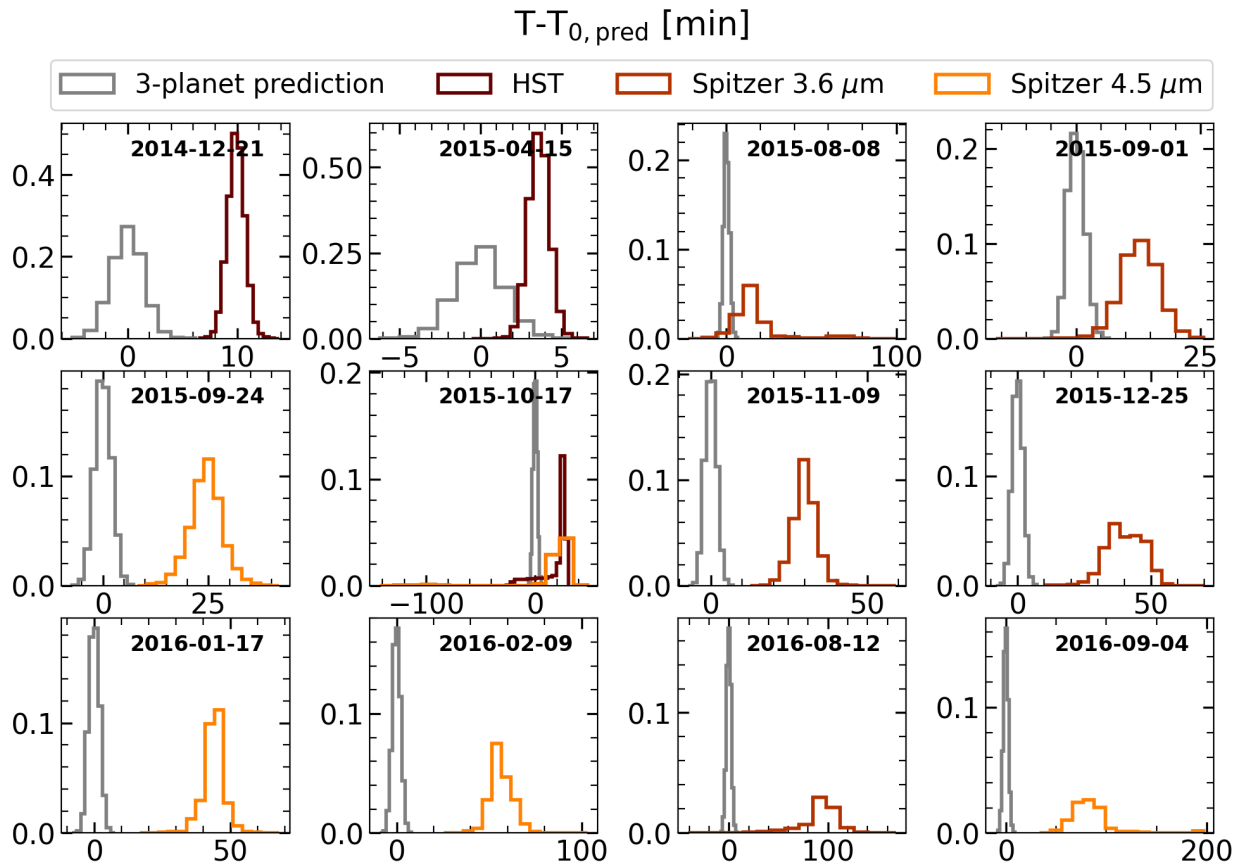 T-T0, pred [min]
3-planet prediction HST Spitzer 3.6 μm Spitzer 4.5 μm
2014-12-21 2015-04-15 2015-08-08 2015-09-01
0.4 0.50 0.2 0.2
0.2 0.25 0.1 0.1
0.0 0.00 0.0 0.0
0 10 −5 0 5 0 100 0 25
2015-09-24 2015-10-17 2015-11-09 2015-12-25
0.2
0.1 0.1 0.1 0.1
0.0 0.0 0.0 0.0
0 25 −100 0 0 50 0 50
2016-01-17 2016-02-09 2016-08-12 2016-09-04
0.1 0.1 0.1 0.1
0.0 0.0 0.0 0.0
0 50 0 100 0 100 0 200